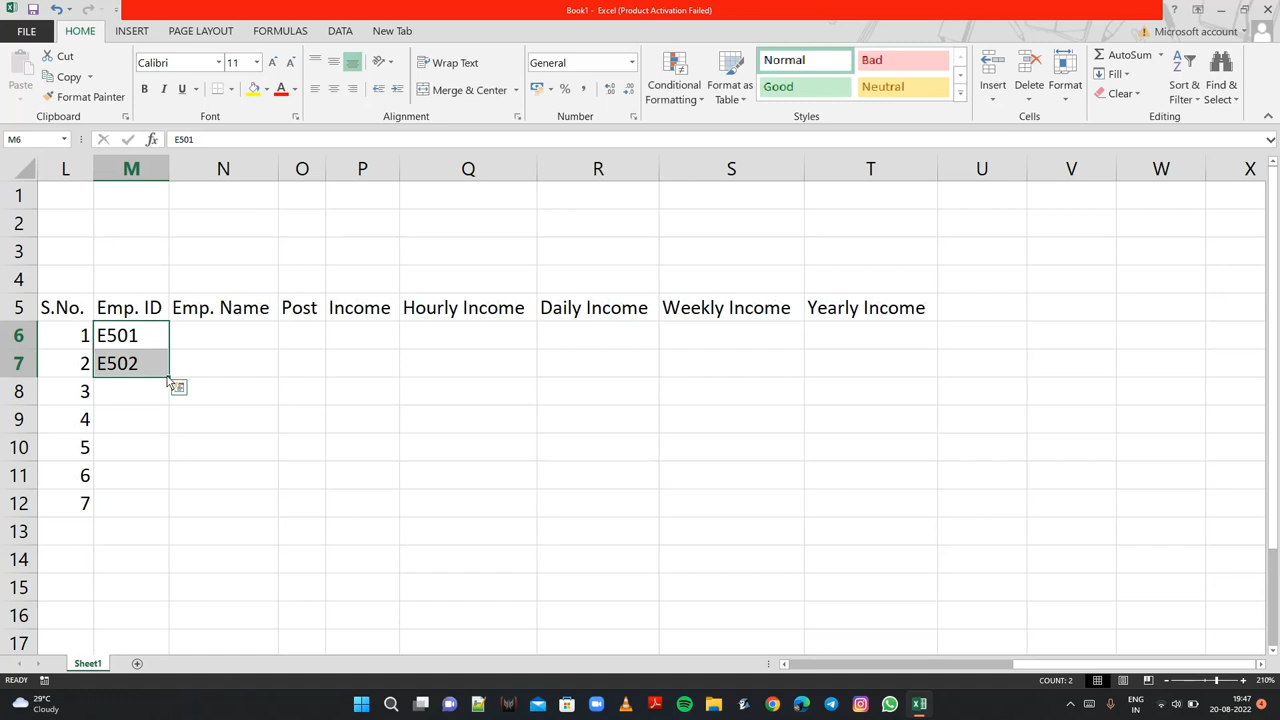 Book1 - Excel (Product Activation Failed)
FILE HOME INSERT PAGE LAYOUT FORMULAS DATA New Tab Microsoft account
Paste Cut Copy Format Painter Clipboard
Calibri 11 B I U A Font
Wrap Text Merge & Center Alignment
General % Number
Conditional Formatting Format as Table
Normal Bad Good Neutral Styles
Insert Delete Format Cells
AutoSum Fill Clear Sort & Filter Find & Select Editing
M6 fx E501
L M N O P Q R S T U V W X
1
2
3
4
5 S.No. Emp. ID Emp. Name Post Income Hourly Income Daily Income Weekly Income Yearly Income
6 1 E501
7 2 E502
8 3
9 4
10 5
11 6
12 7
13
14
15
16
17
Sheet1
READY COUNT: 2 210%
29°C Cloudy ENG IN 19:47 20-08-2022